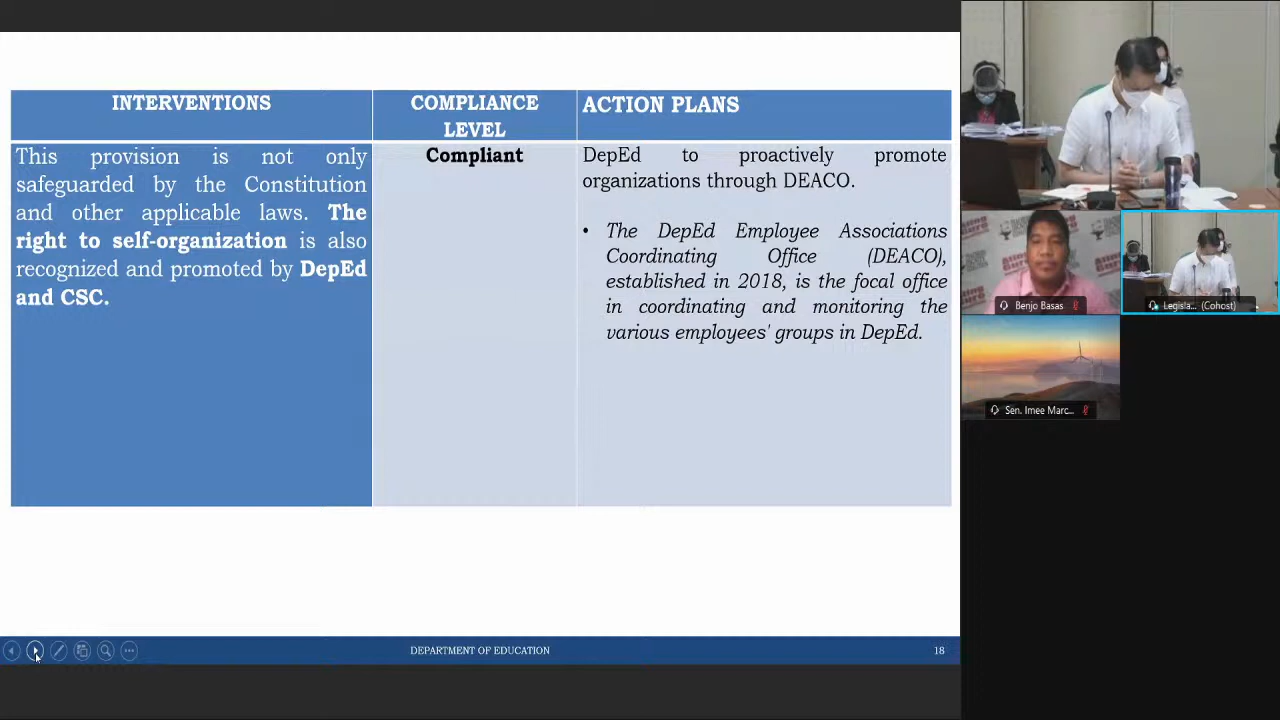 INTERVENTIONS
COMPLIANCE
LEVEL
ACTION PLANS
This provision is not only
safeguarded by the Constitution
and other applicable laws. The
right to self-organization is also
recognized and promoted by DepEd
and CSC.
Compliant
DepEd to proactively promote
organizations through DEACO.
• The DepEd Employee Associations
Coordinating Office (DEACO),
established in 2018, is the focal office
in coordinating and monitoring the
various employees' groups in DepEd.
DEPARTMENT OF EDUCATION
18
Benjo Basas
Legisla... (Cohost)
Sen. Imee Marc...